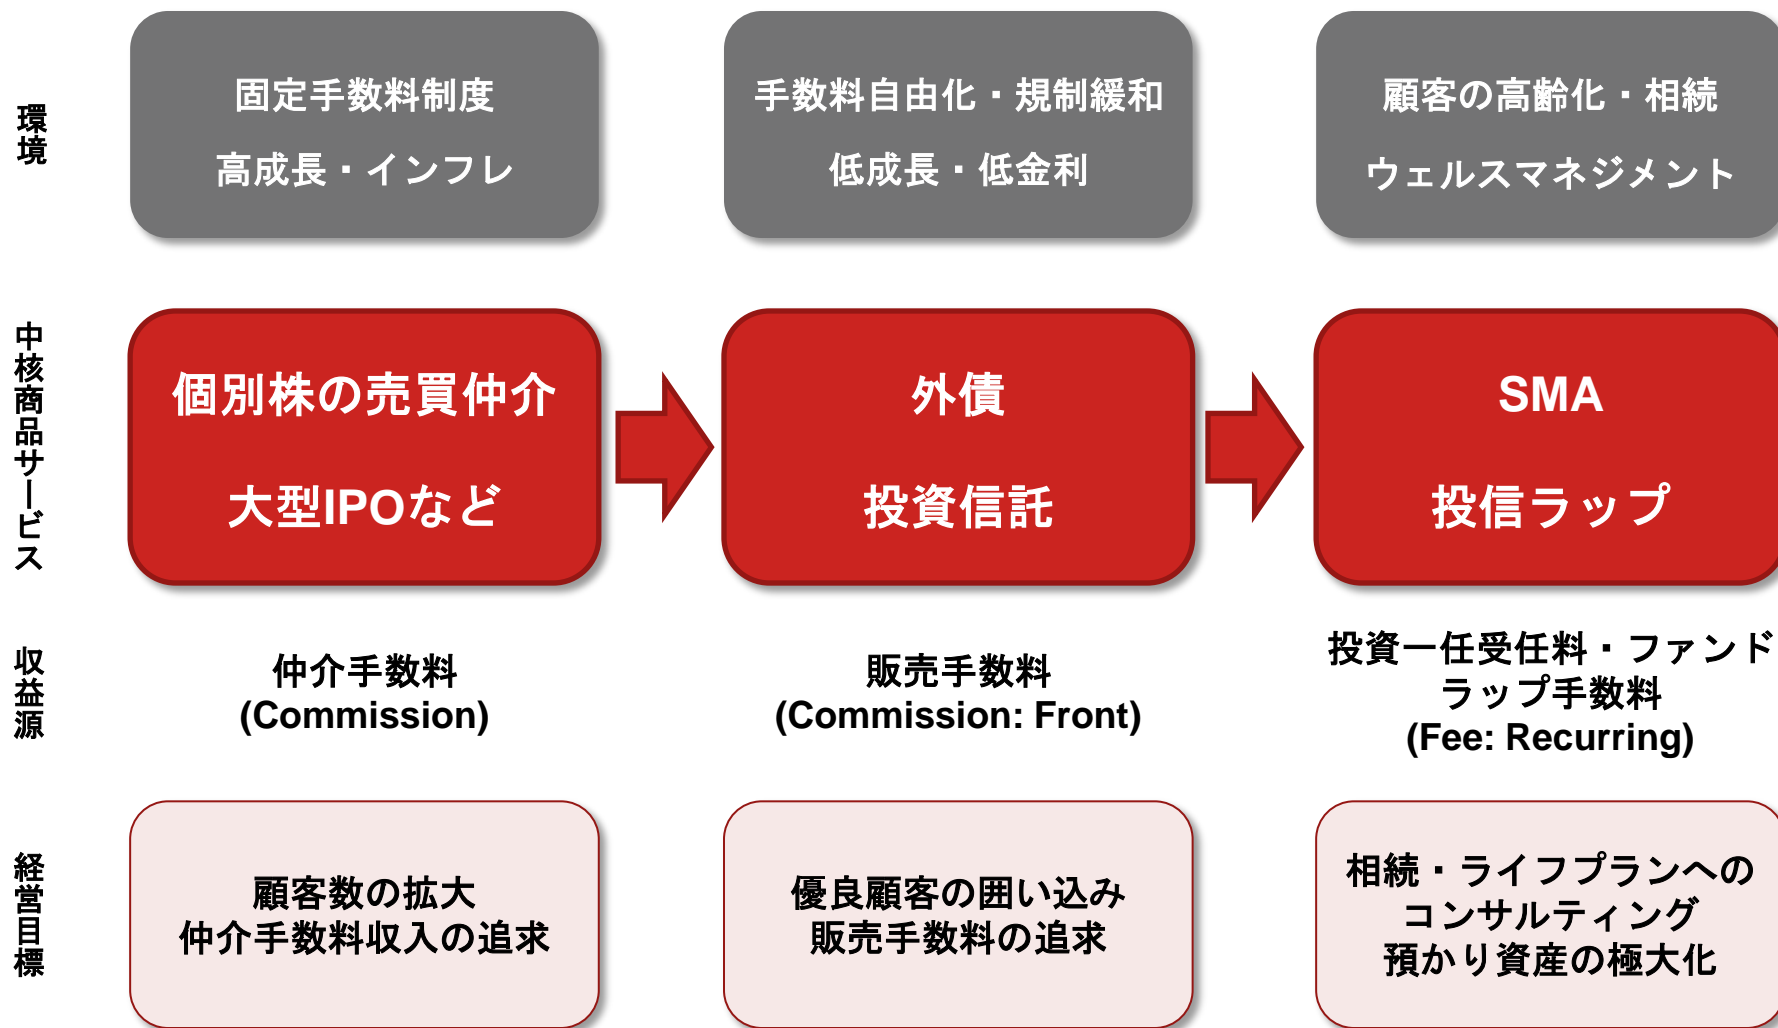 環境
固定手数料制度
高成長・インフレ
手数料自由化・規制緩和
低成長・低金利
顧客の高齢化・相続
ウェルスマネジメント
中核商品サービス
個別株の売買仲介
大型IPOなど
外債
投資信託
SMA
投信ラップ
収益源
仲介手数料
(Commission)
販売手数料
(Commission: Front)
投資一任受任料・ファンド
ラップ手数料
(Fee: Recurring)
経営目標
顧客数の拡大
仲介手数料収入の追求
優良顧客の囲い込み
販売手数料の追求
相続・ライフプランへの
コンサルティング
預かり資産の極大化